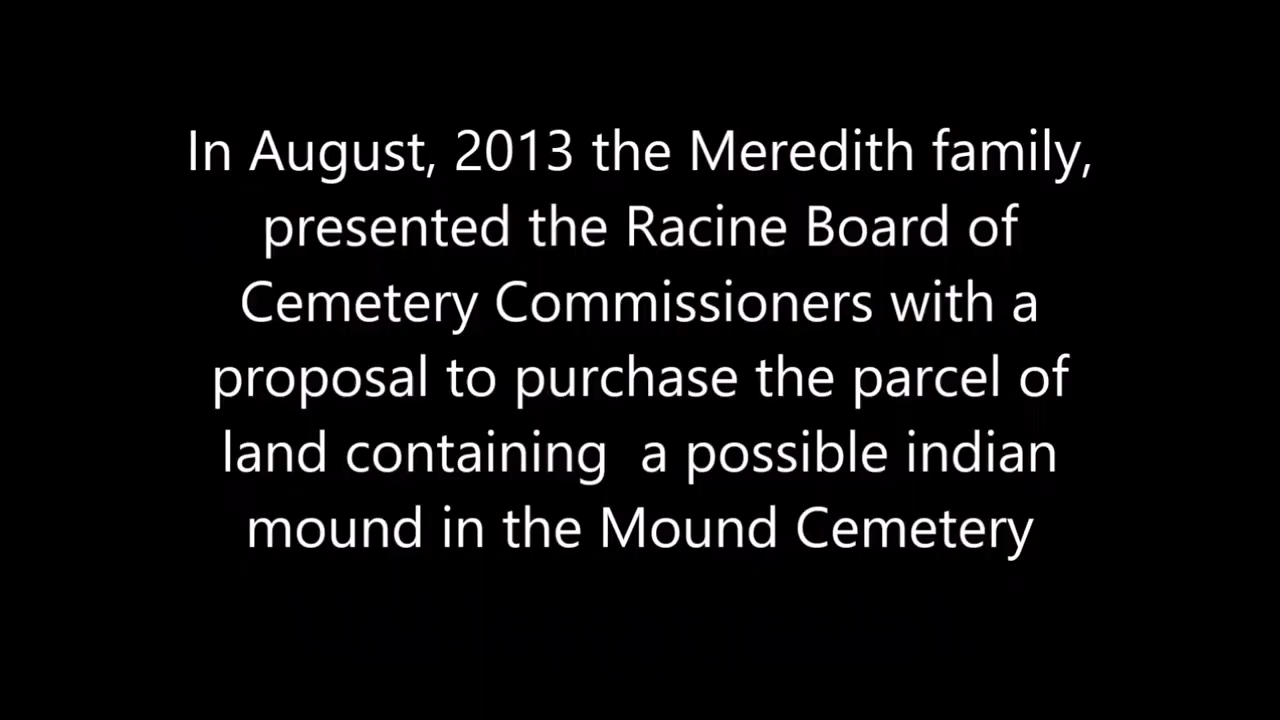 In August, 2013 the Meredith family,
presented the Racine Board of
Cemetery Commissioners with a
proposal to purchase the parcel of
land containing  a possible indian
mound in the Mound Cemetery